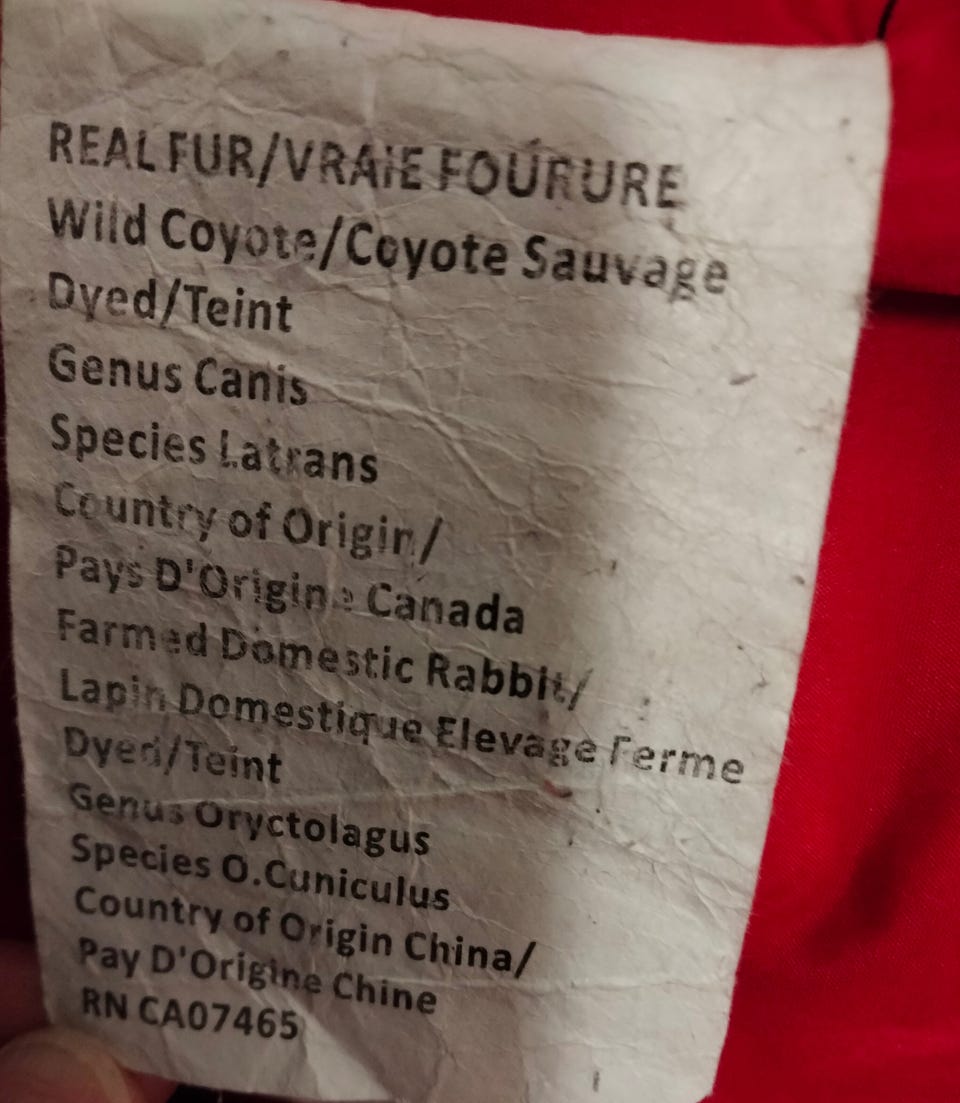 REAL FUR/VRAIE FOURURE
Wild Coyote/Coyote Sauvage
Dyed/Teint
Genus Canis
Species Latrans
Country of Origin/
Pays D'Origine Canada
Farmed Domestic Rabbit/
Lapin Domestique Elevage Ferme
Dyed/Teint
Genus Oryctolagus
Species O.Cuniculus
Country of Origin China/
Pay D'Origine Chine
RN CA07465